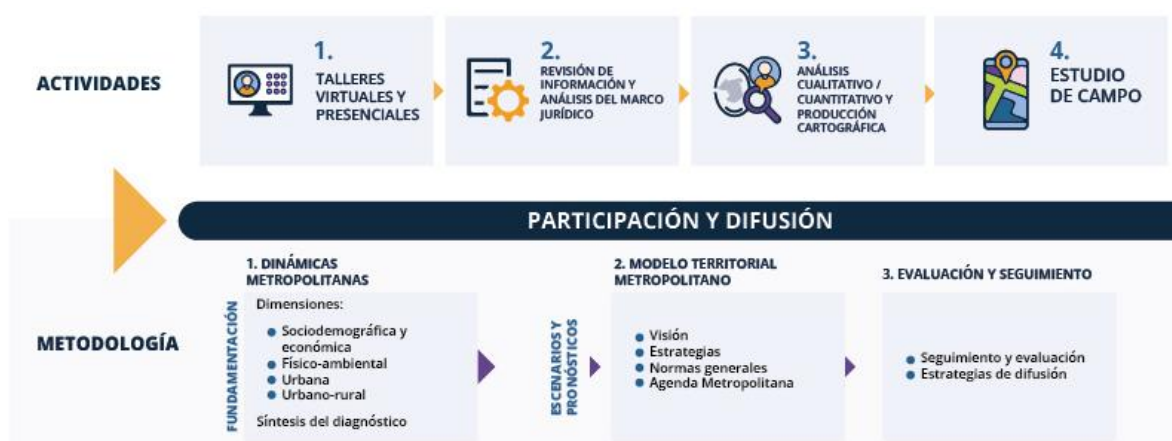 ACTIVIDADES
1.
TALLERES
VIRTUALES Y
PRESENCIALES
2.
REVISIÓN DE
INFORMACIÓN Y
ANÁLISIS DEL MARCO
JURÍDICO
3.
ANÁLISIS
CUALITATIVO /
CUANTITATIVO Y
PRODUCCIÓN
CARTOGRÁFICA
4.
ESTUDIO
DE CAMPO
PARTICIPACIÓN Y DIFUSIÓN
METODOLOGÍA
1. DINÁMICAS
METROPOLITANAS
FUNDAMENTACIÓN
Dimensiones:
● Sociodemográfica y
económica
● Físico-ambiental
● Urbana
● Urbano-rural
Síntesis del diagnóstico
ESCENARIOS Y
PRONÓSTICOS
2. MODELO TERRITORIAL
METROPOLITANO
● Visión
● Estrategias
● Normas generales
● Agenda Metropolitana
3. EVALUACIÓN Y SEGUIMIENTO
● Seguimiento y evaluación
● Estrategias de difusión